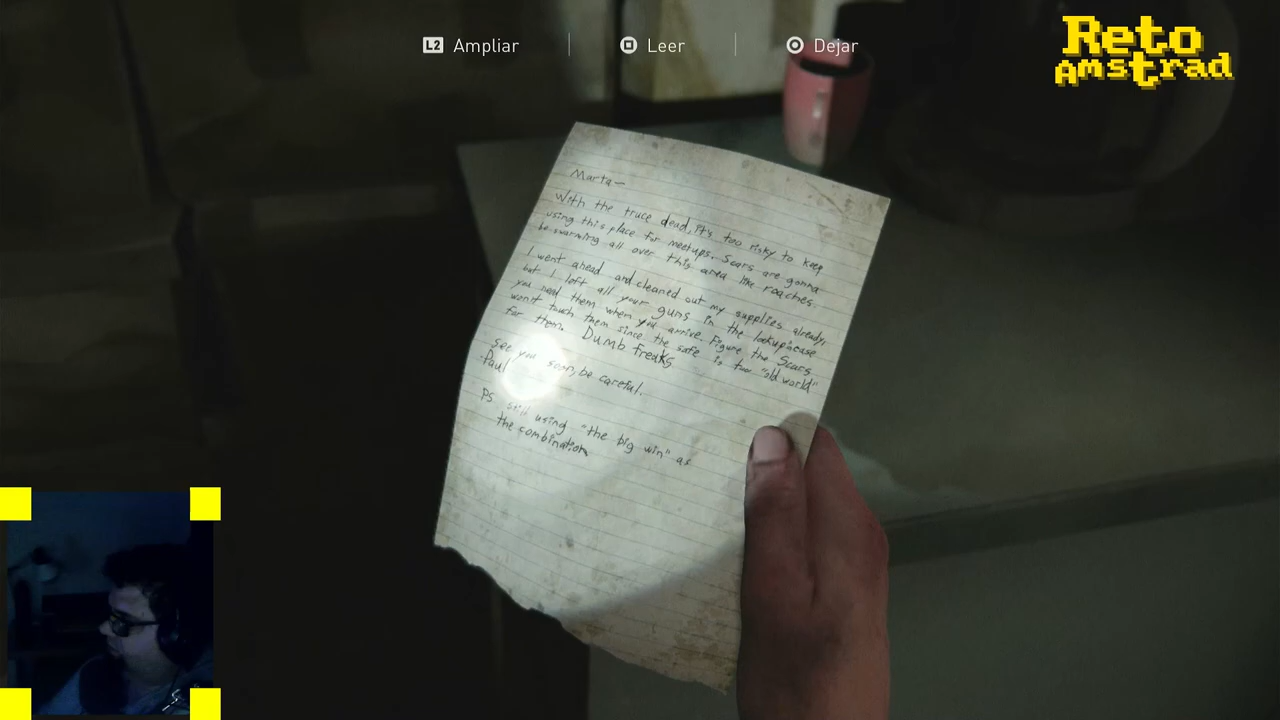 L2 Ampliar
Leer
Dejar
Reto
Amstrad
Marta—
With the truce dead, it's too risky to keep
using this place for meetups. Scars are gonna
be swarming all over this area like roaches.
I went ahead and cleaned out my supplies already,
but I left all your guns in the lockup incase
you need them when you arrive. Figure the Scars
won't touch them since the safe is too "old world"
for them. Dumb freaks
See you soon, be careful.
-Paul
PS still using "the big win" as
the combination